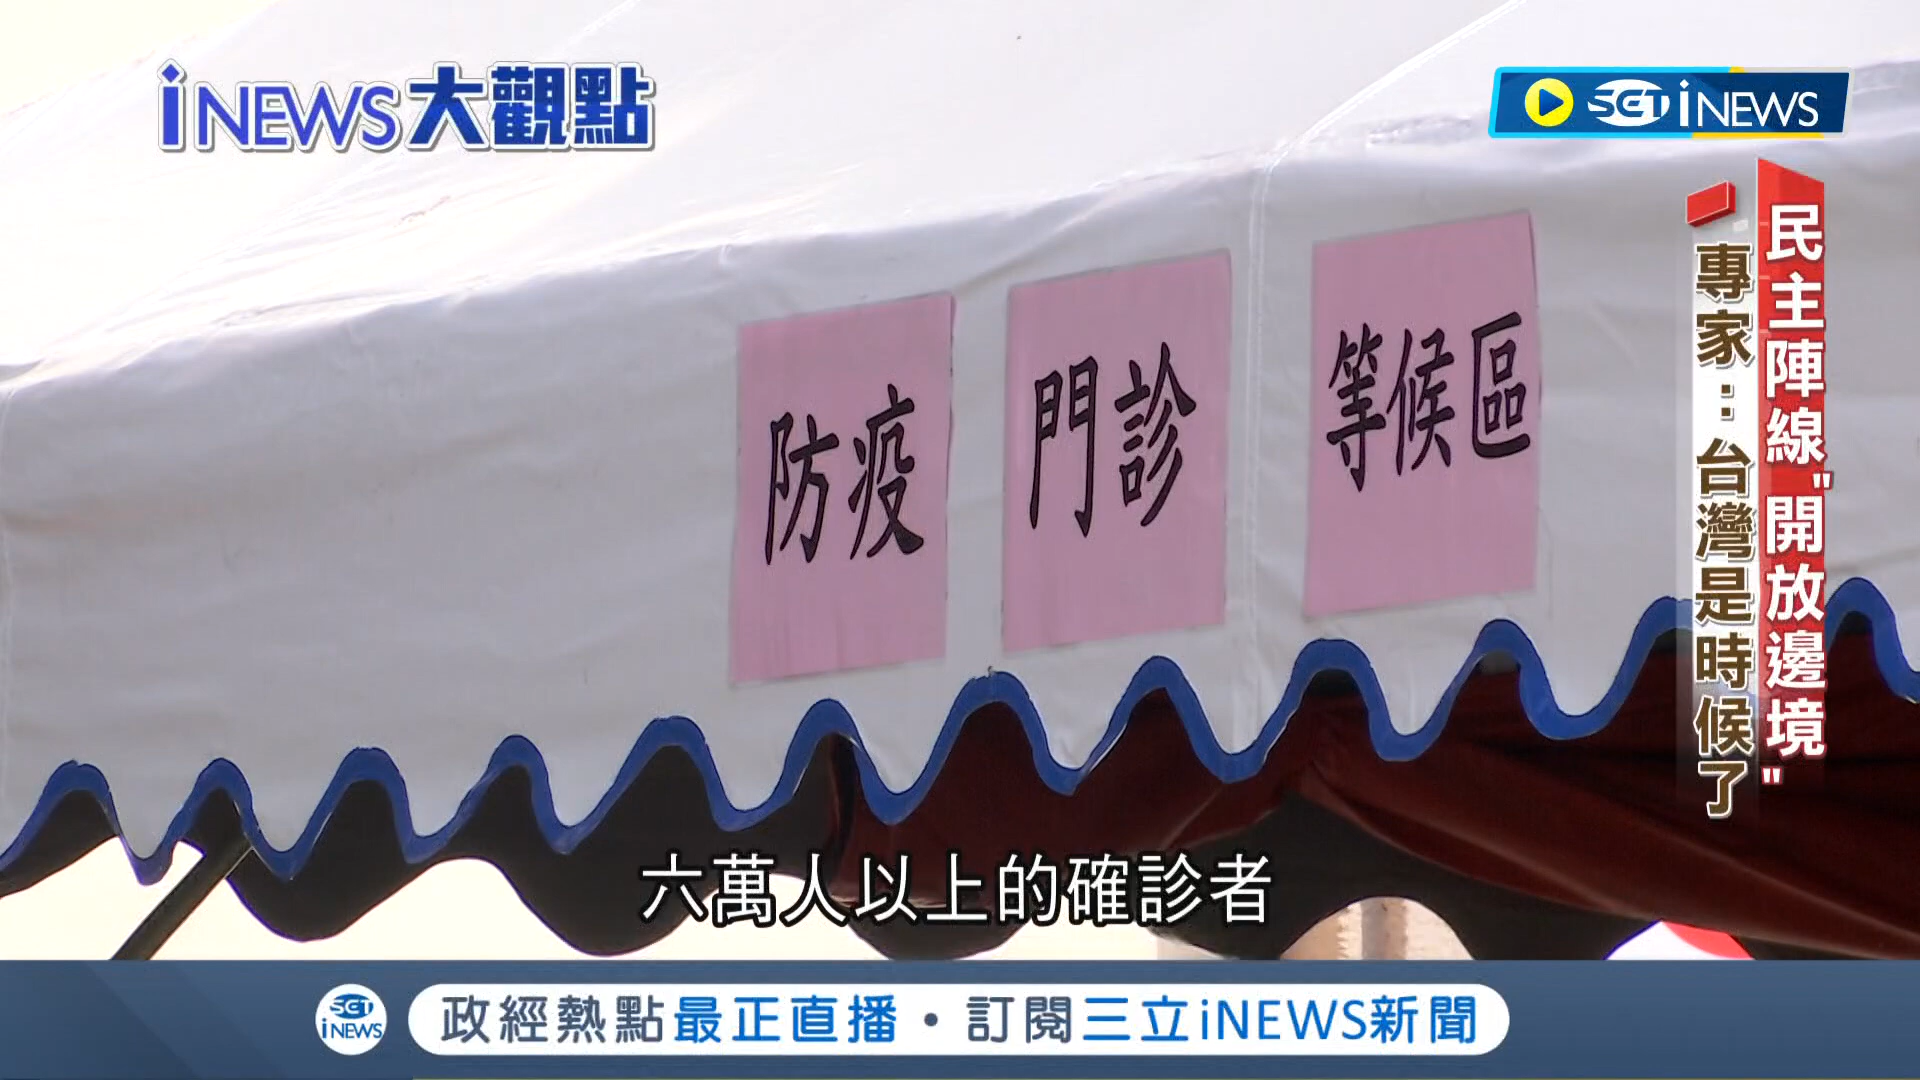 iNEWS大觀點
SET iNEWS
民主陣線"開放邊境"
專家：台灣是時候了
防疫 門診 等候區
六萬人以上的確診者
SET iNEWS
政經熱點最正直播・訂閱三立iNEWS新聞